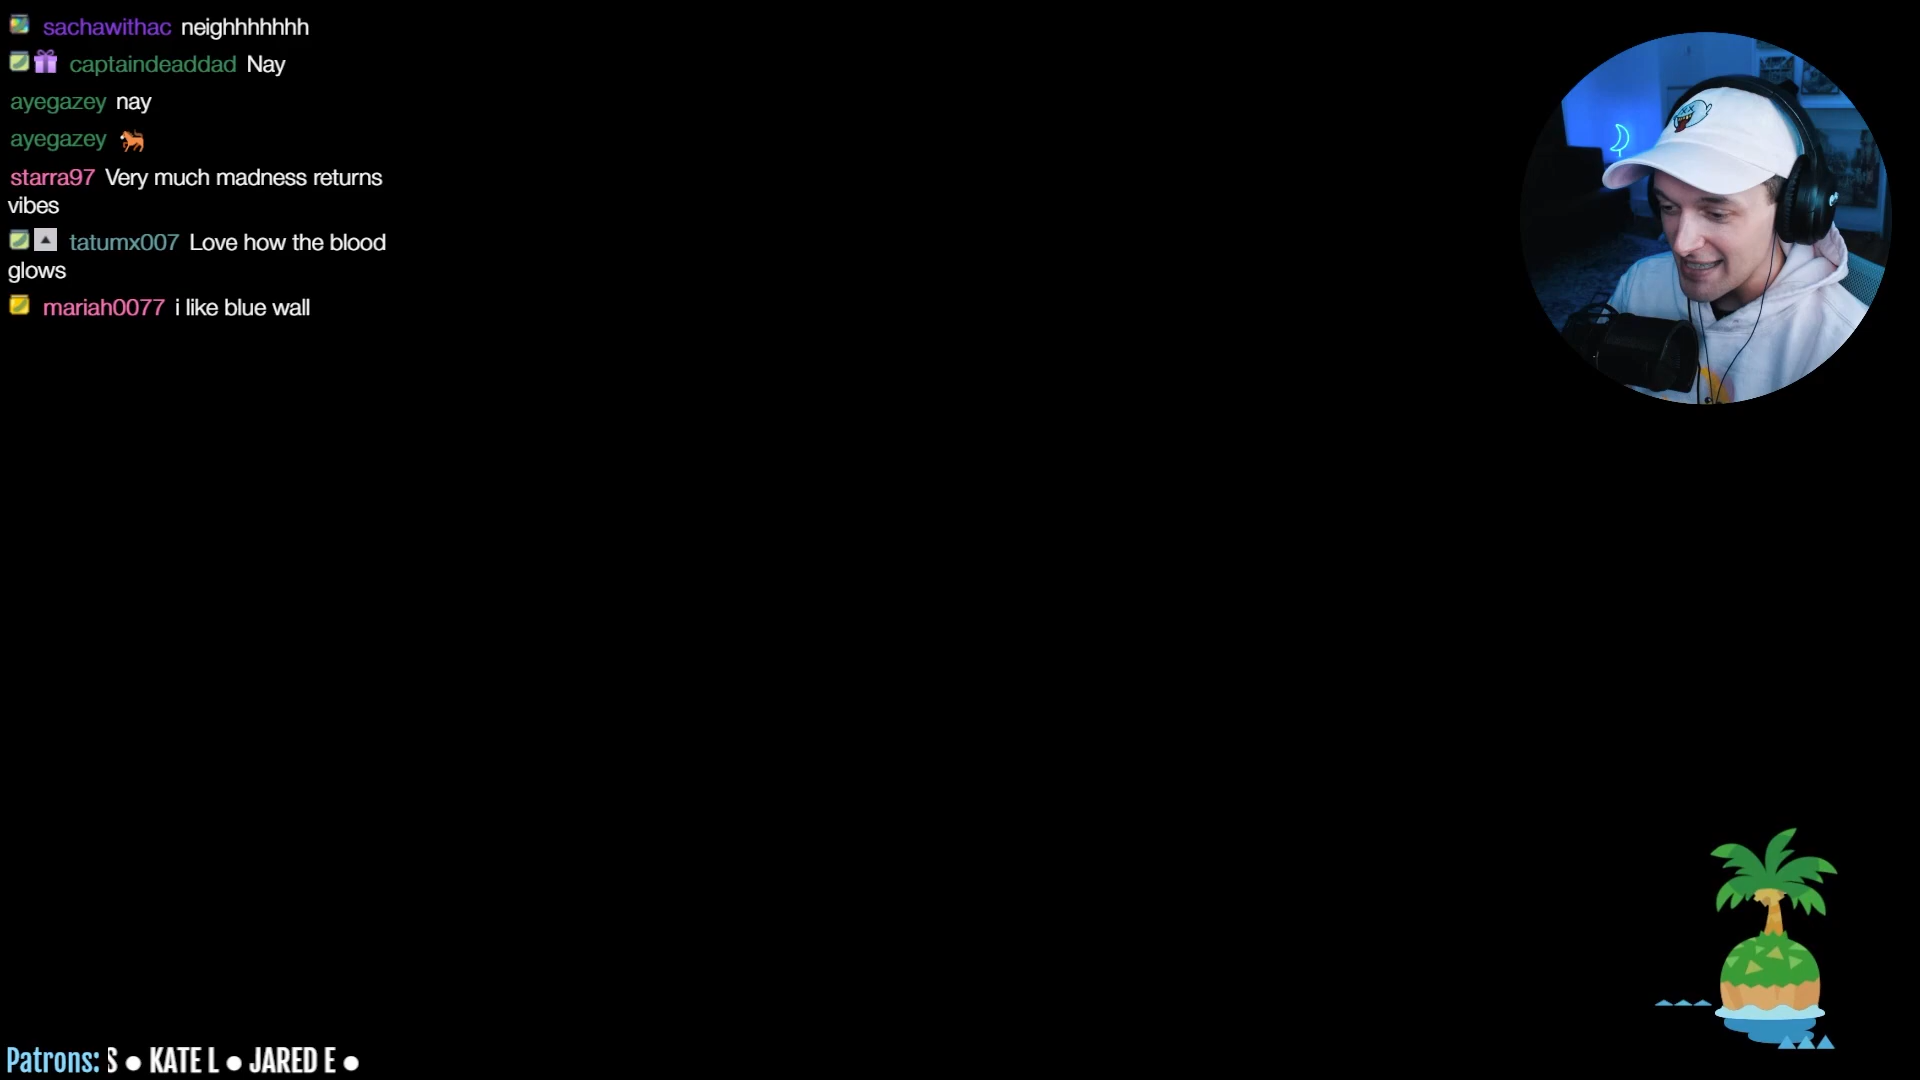 sachawithac neighhhhhhh
captaindeaddad Nay
ayegazey nay
ayegazey
starra97 Very much madness returns
vibes
tatumx007 Love how the blood
glows
mariah0077 i like blue wall
Patrons: S ● KATE L ● JARED E ●